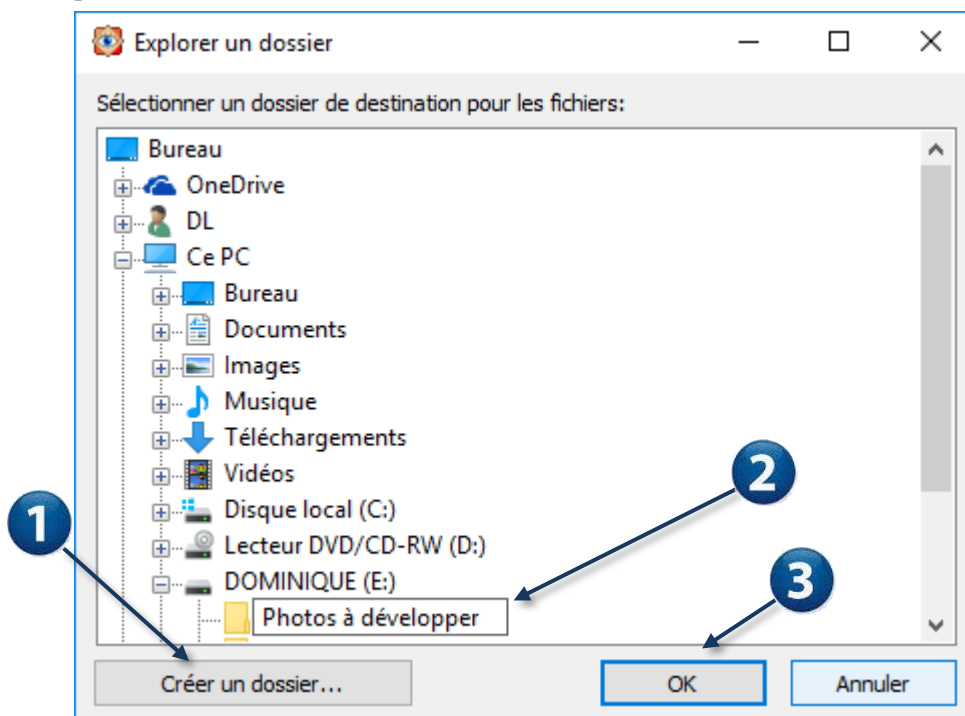 Explorer un dossier
Sélectionner un dossier de destination pour les fichiers:
Bureau
OneDrive
DL
Ce PC
Bureau
Documents
Images
Musique
Téléchargements
Vidéos
Disque local (C:)
Lecteur DVD/CD-RW (D:)
DOMINIQUE (E:)
Photos à développer
1
2
3
Créer un dossier...
OK
Annuler